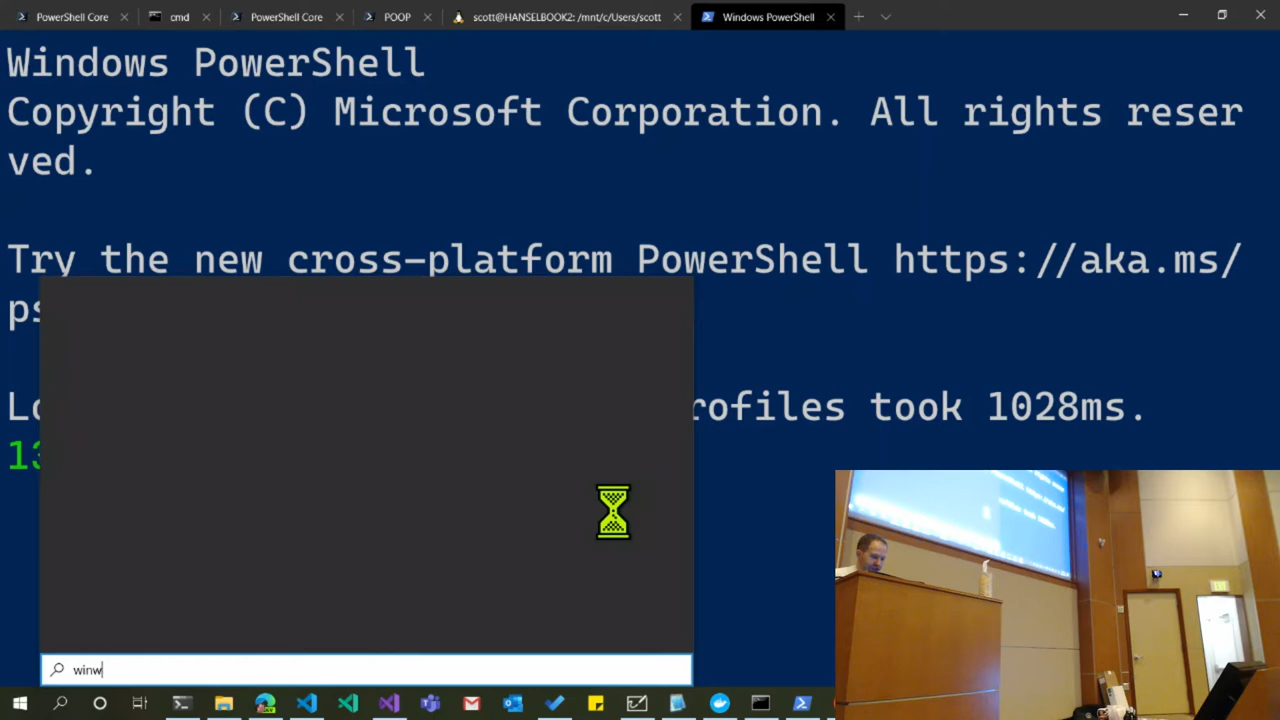 PowerShell Core
cmd
PowerShell Core
POOP
scott@HANSELBOOK2: /mnt/c/Users/scott
Windows PowerShell
Windows PowerShell
Copyright (C) Microsoft Corporation. All rights reser
ved.
Try the new cross-platform PowerShell https://aka.ms/
ps
Lo
rofiles took 1028ms.
13
winw